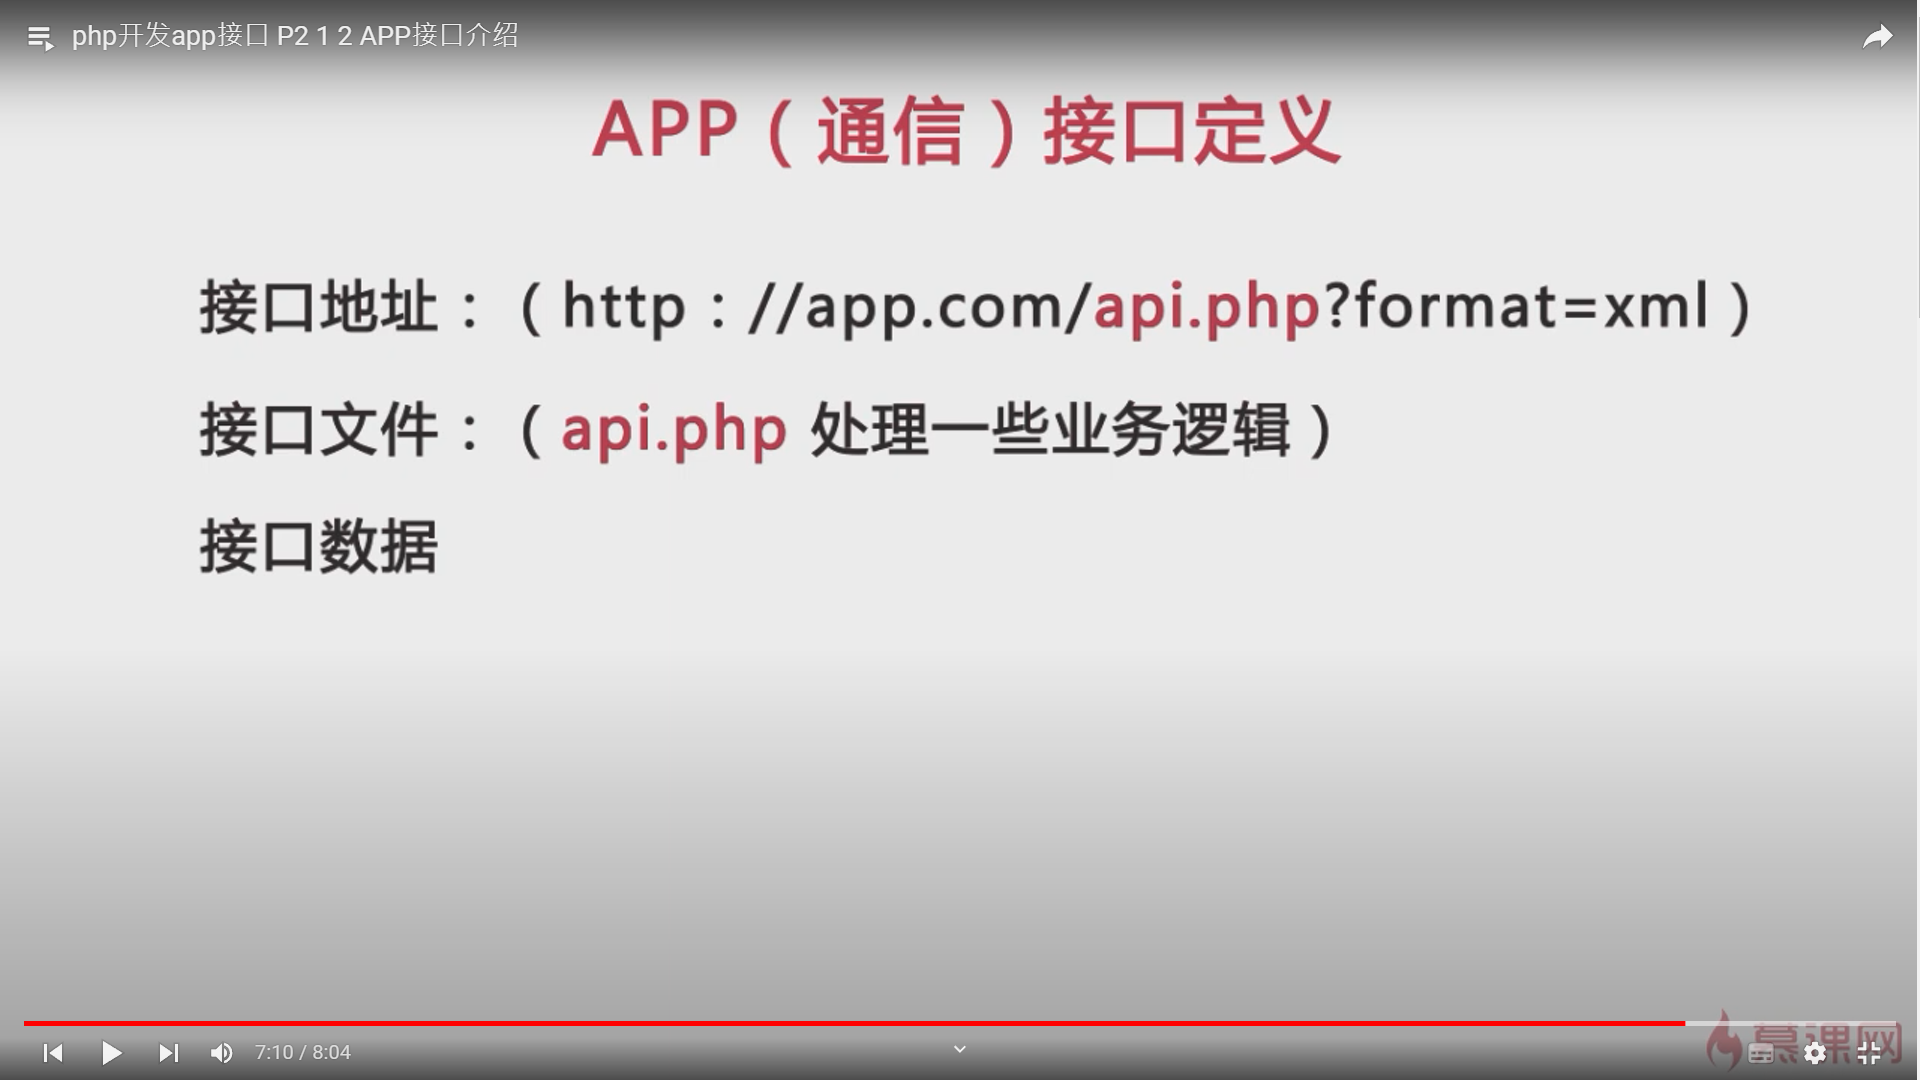 php开发app接口 P2 1 2 APP接口介绍
APP（通信）接口定义
接口地址：（http：//app.com/api.php?format=xml）
接口文件：（api.php 处理一些业务逻辑）
接口数据
7:10 / 8:04
慕课网